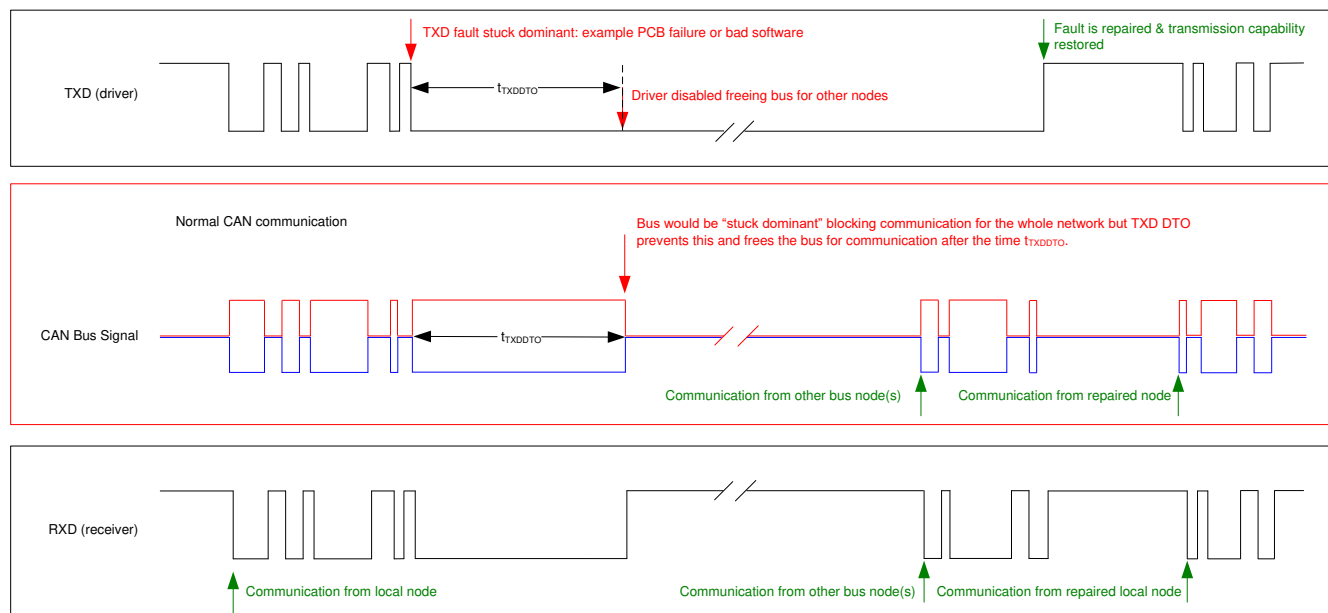 TXD fault stuck dominant: example PCB failure or bad software
Fault is repaired & transmission capability
restored
TXD (driver)
tTXDDTO
Driver disabled freeing bus for other nodes
Normal CAN communication
Bus would be “stuck dominant” blocking communication for the whole network but TXD DTO
prevents this and frees the bus for communication after the time tTXDDTO.
CAN Bus Signal
tTXDDTO
Communication from other bus node(s)
Communication from repaired node
RXD (receiver)
Communication from local node
Communication from other bus node(s)
Communication from repaired local node